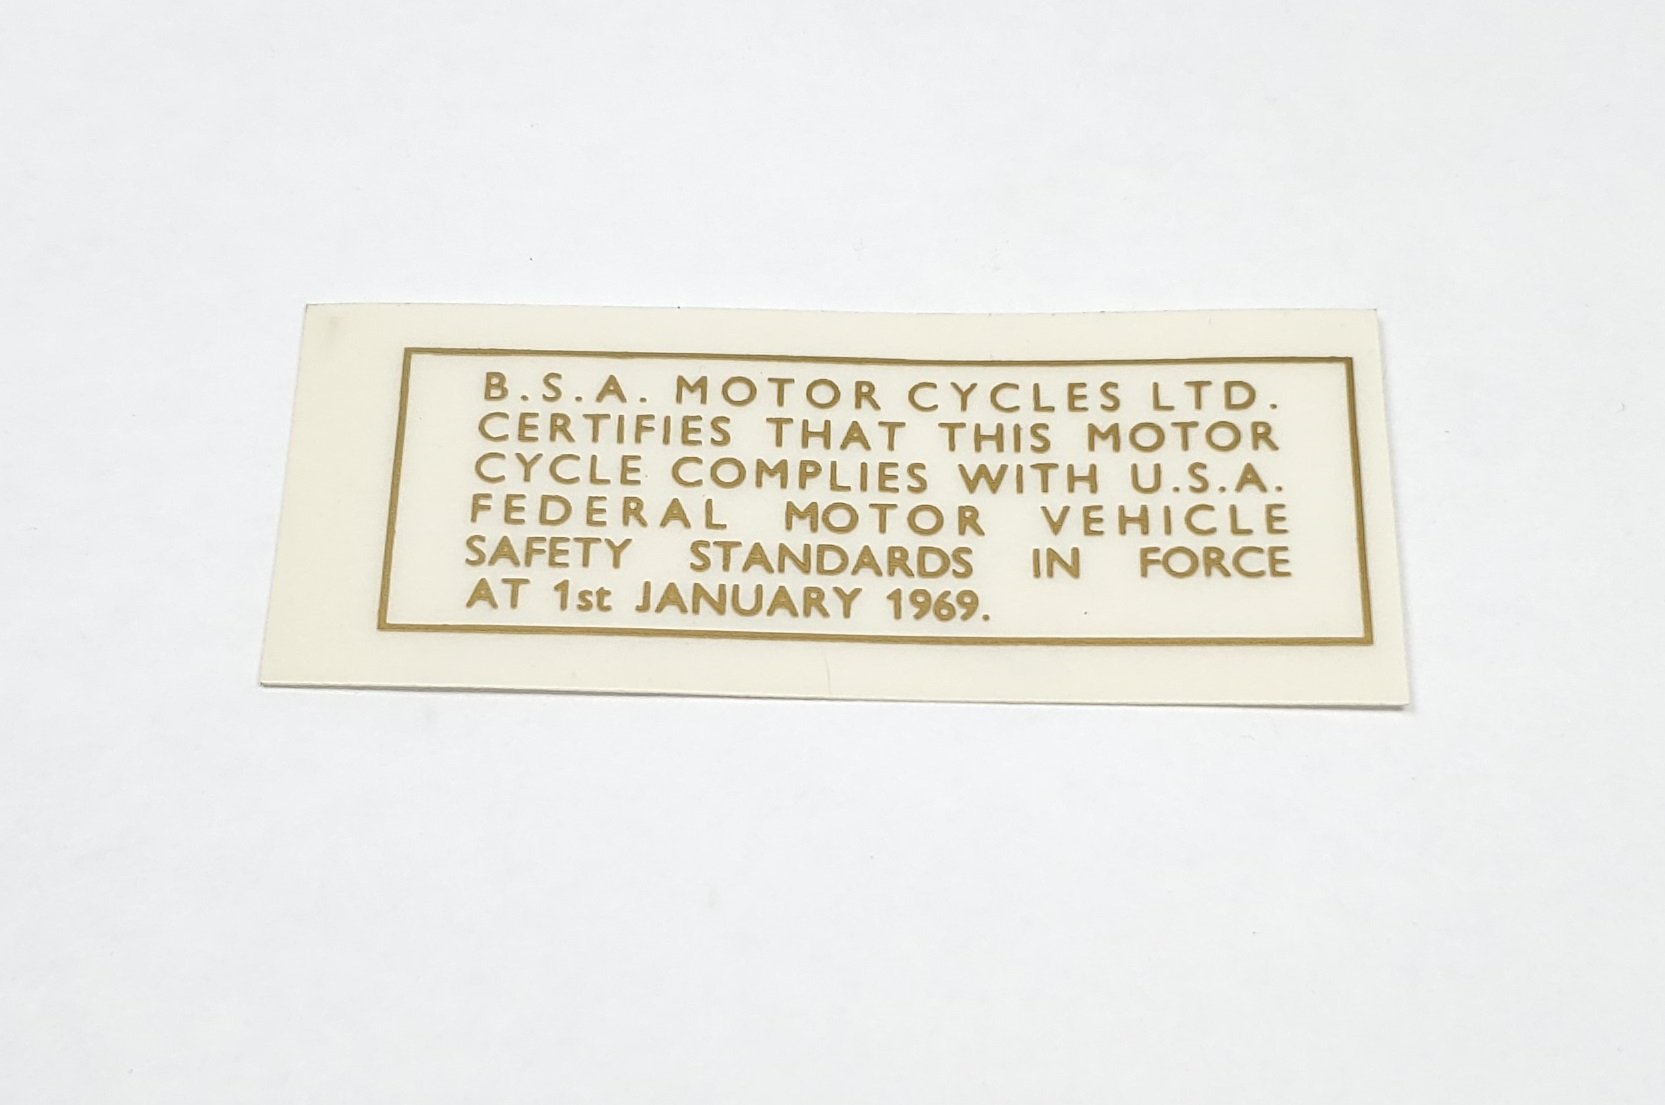 B.S.A. MOTOR CYCLES LTD.
CERTIFIES THAT THIS MOTOR
CYCLE COMPLIES WITH U.S.A.
FEDERAL MOTOR VEHICLE
SAFETY STANDARDS IN FORCE
AT 1st JANUARY 1969.